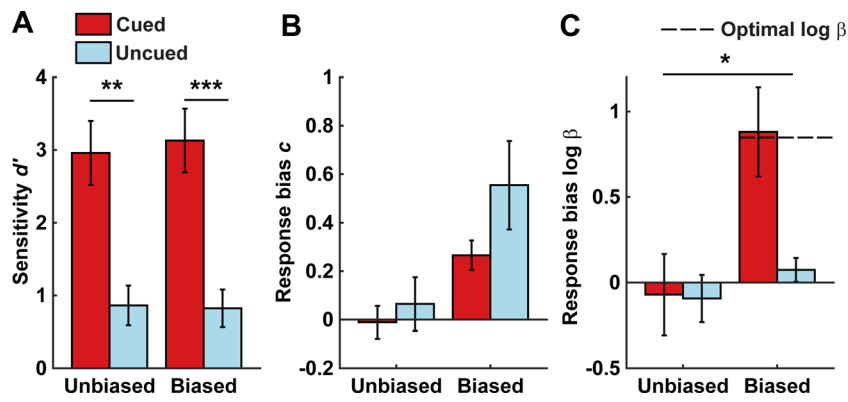 A
Cued
Uncued
Sensitivity d′
4
3
2
1
0
**
***
Unbiased
Biased
B
Response bias c
1
0.8
0.6
0.4
0.2
0
-0.2
Unbiased
Biased
C
Optimal log β
Response bias log β
1
0.5
0
-0.5
*
Unbiased
Biased